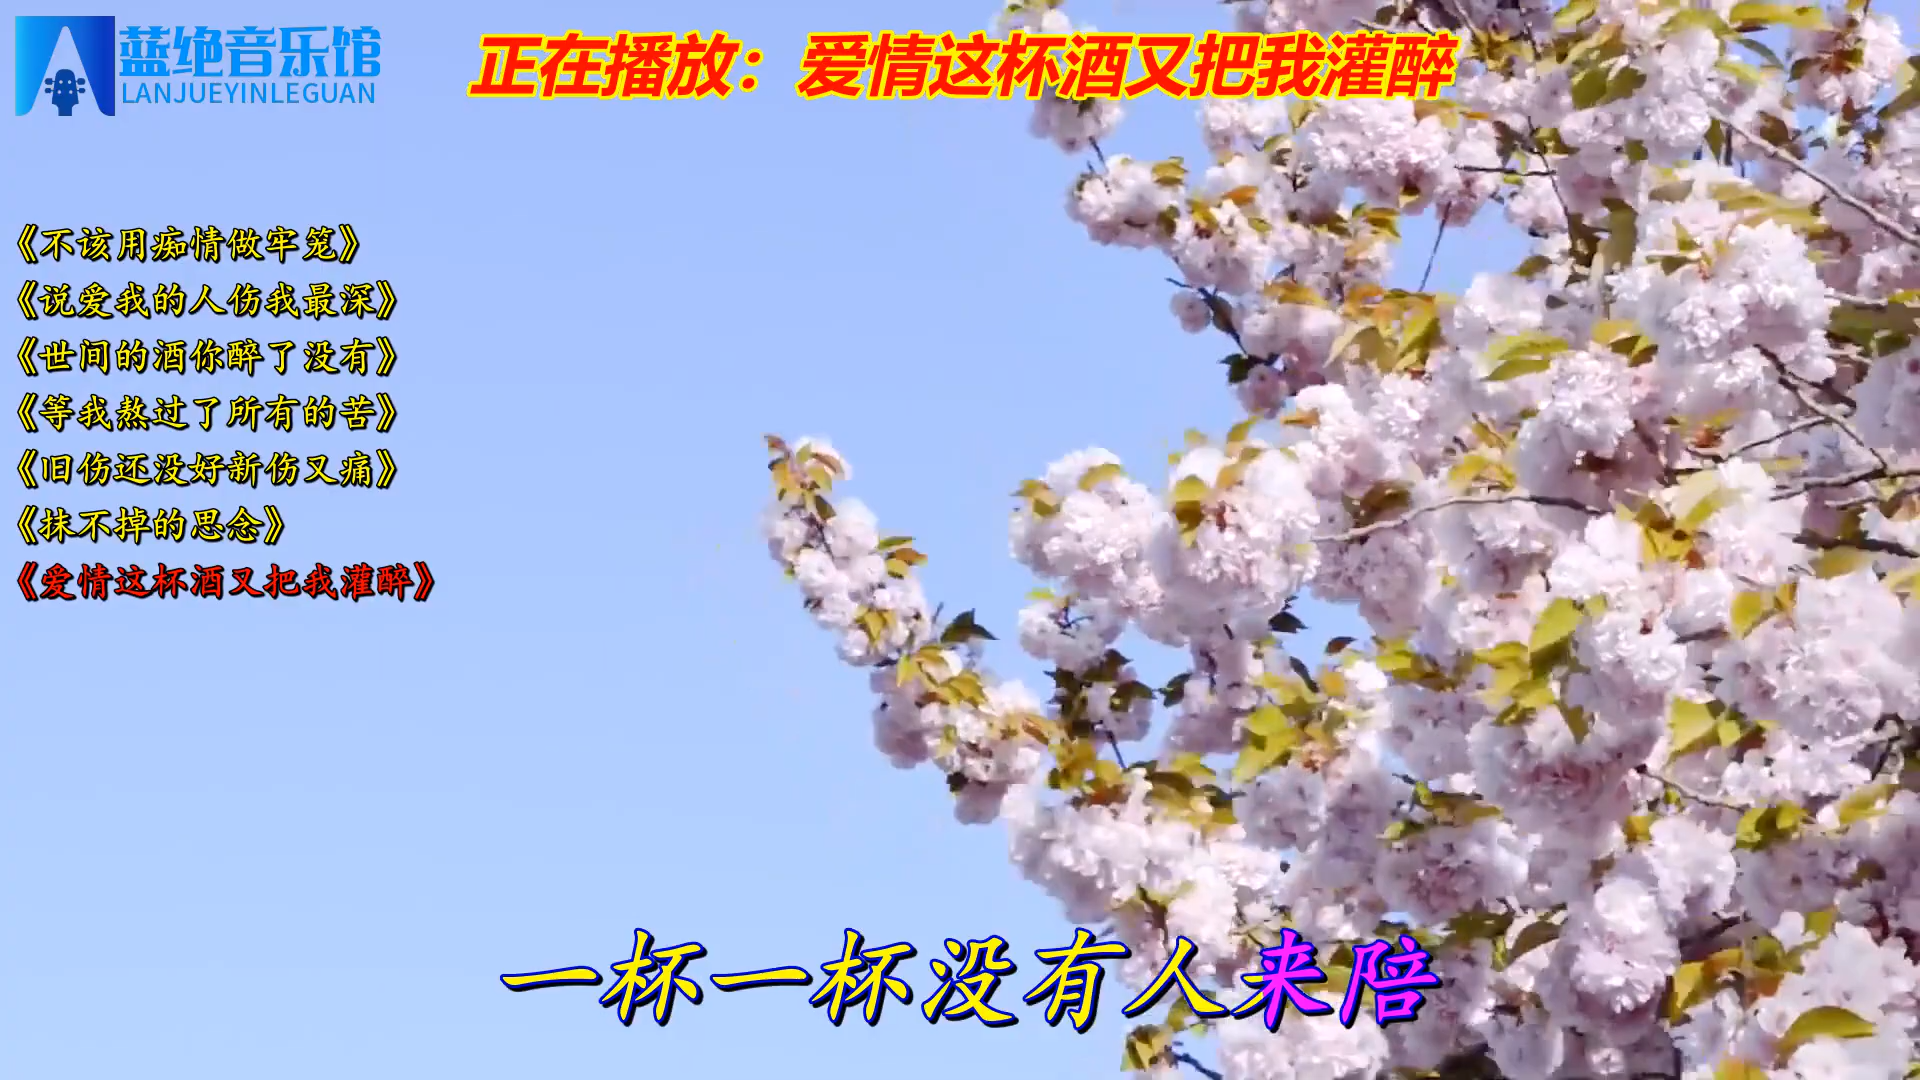 蓝绝音乐馆
LANJUEYINLEGUAN
正在播放：爱情这杯酒又把我灌醉
《不该用痴情做牢笼》
《说爱我的人伤我最深》
《世间的酒你醉了没有》
《等我熬过了所有的苦》
《旧伤还没好新伤又痛》
《抹不掉的思念》
《爱情这杯酒又把我灌醉》
一杯一杯没有人来陪